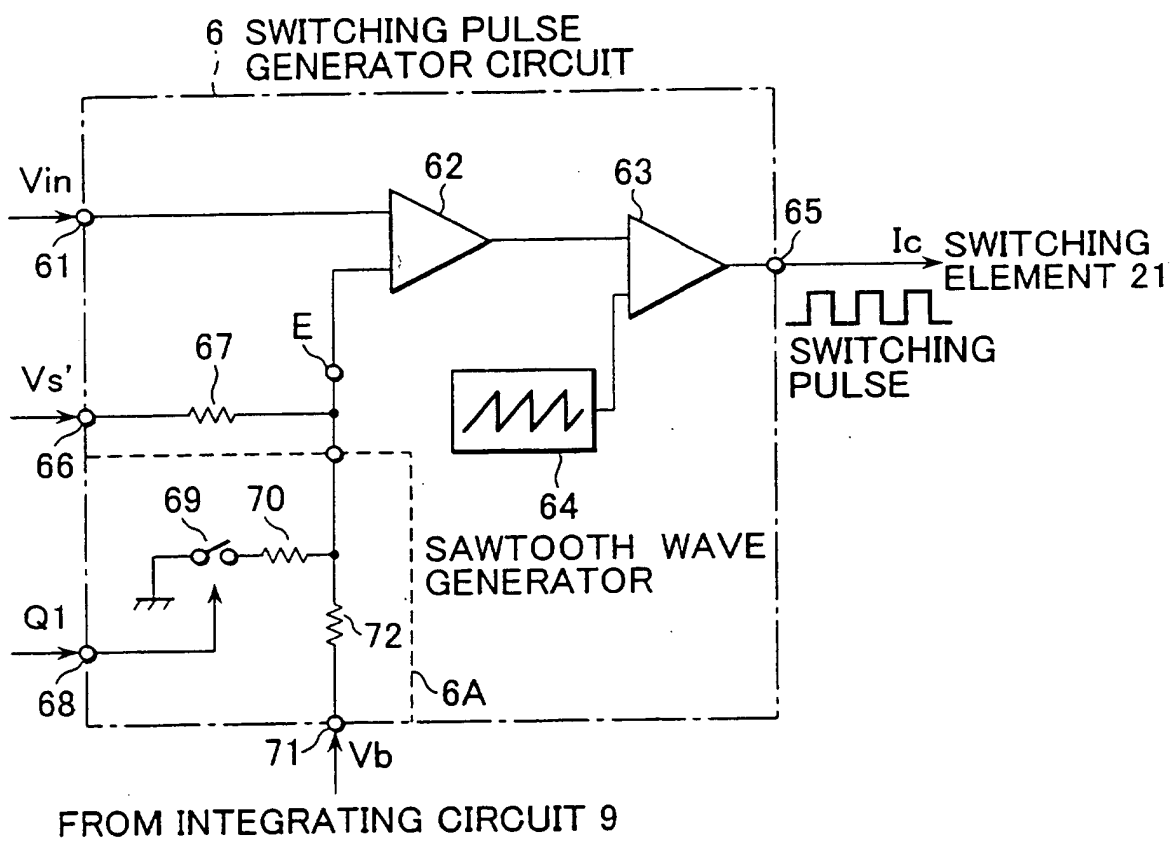 6 SWITCHING PULSE
GENERATOR CIRCUIT
Vin
61
62
63
65
Ic
SWITCHING
ELEMENT 21
SWITCHING
PULSE
E
67
Vs'
66
64
69
70
SAWTOOTH WAVE
GENERATOR
Q1
68
72
6A
71
Vb
FROM INTEGRATING CIRCUIT 9